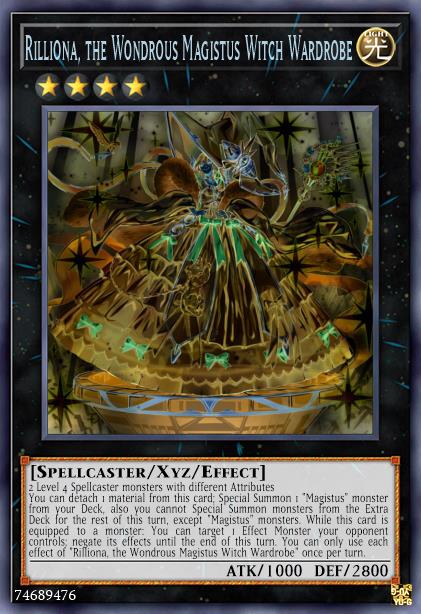 Rilliona, the Wondrous Magistus Witch Wardrobe
LIGHT
光
[Spellcaster/Xyz/Effect]
2 Level 4 Spellcaster monsters with different Attributes
You can detach 1 material from this card; Special Summon 1 "Magistus" monster
from your Deck, also you cannot Special Summon monsters from the Extra
Deck for the rest of this turn, except "Magistus" monsters. While this card is
equipped to a monster: You can target 1 Effect Monster your opponent
controls; negate its effects until the end of this turn. You can only use each
effect of "Rilliona, the Wondrous Magistus Witch Wardrobe" once per turn.
ATK/1000 DEF/2800
74689476